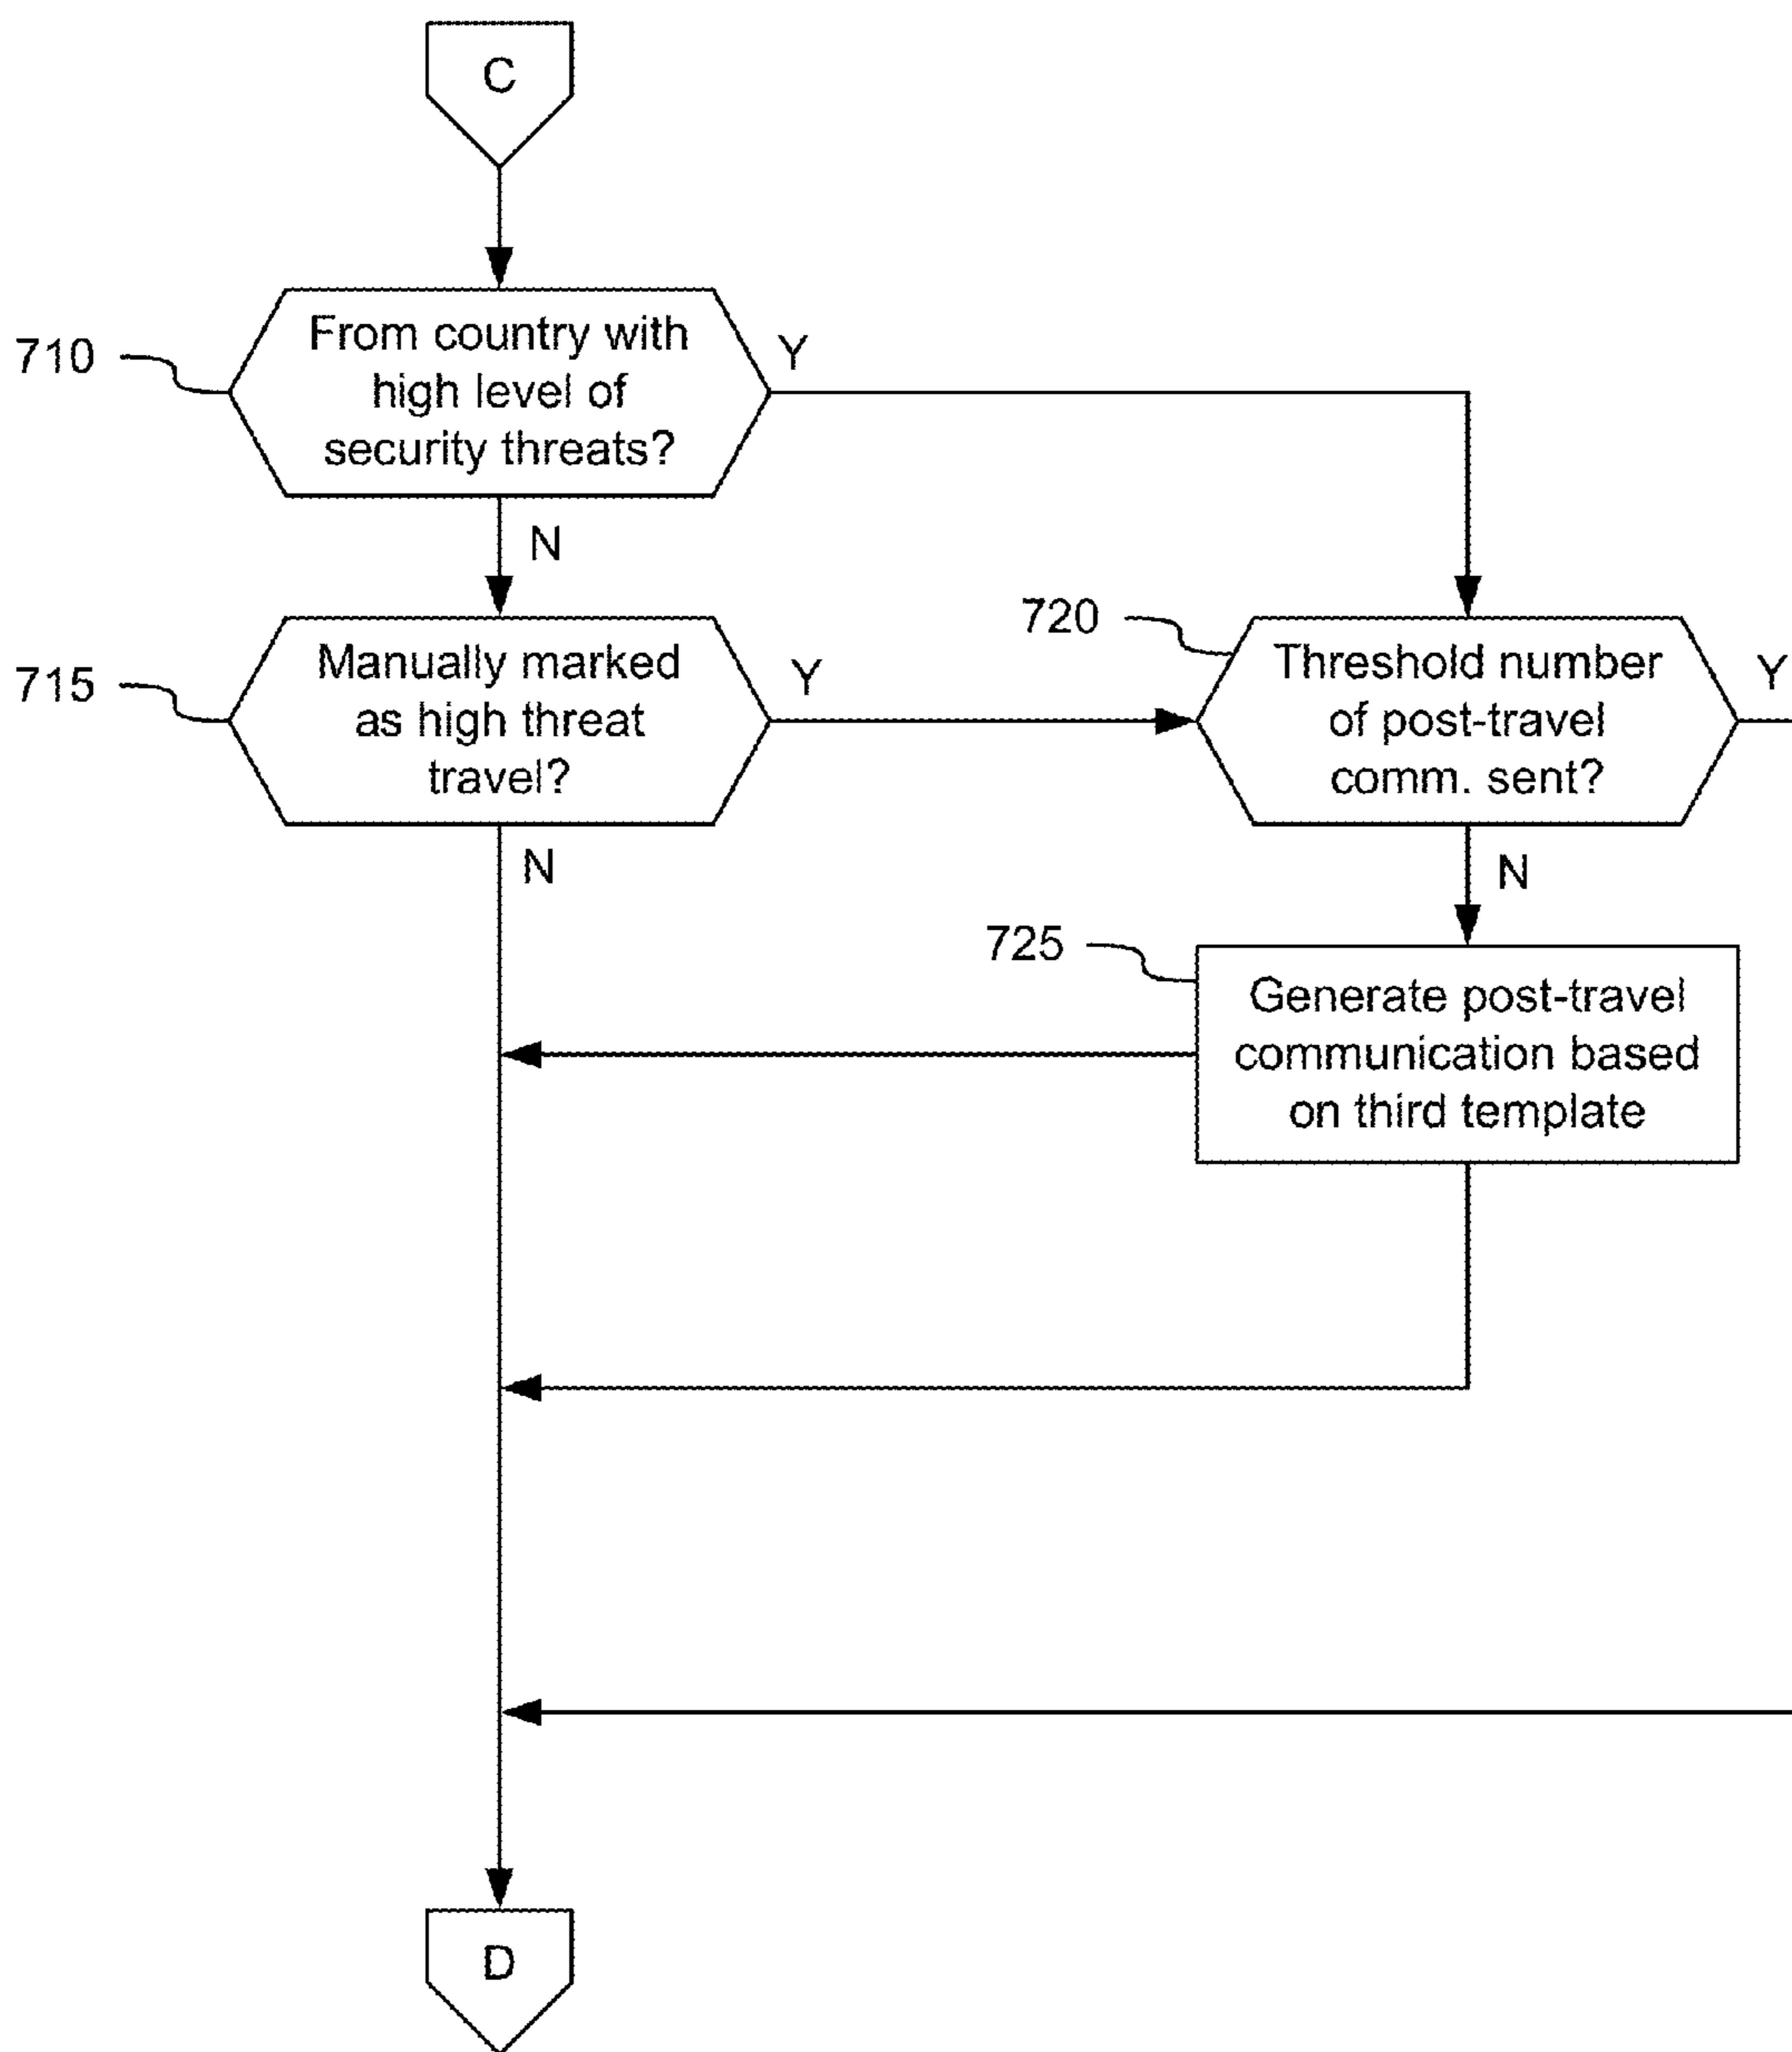 C
710
From country with
high level of
security threats?
Y
N
715
Manually marked
as high threat
travel?
Y
N
720
Threshold number
of post-travel
comm. sent?
Y
N
725
Generate post-travel
communication based
on third template
D